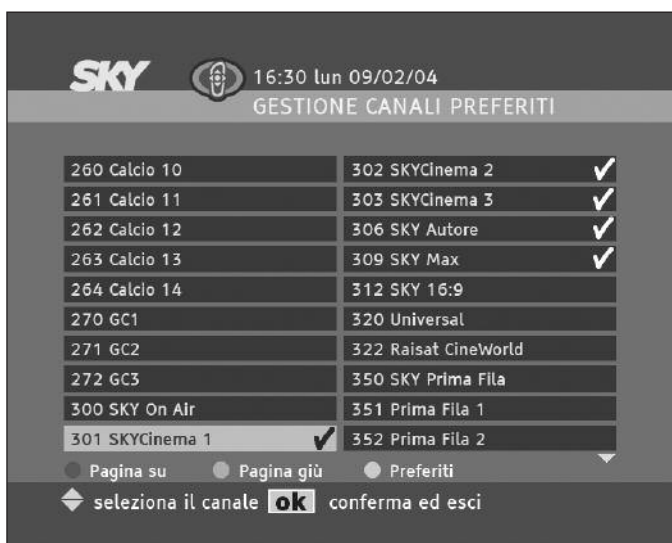 SKY 16:30 lun 09/02/04
GESTIONE CANALI PREFERITI
260 Calcio 10
261 Calcio 11
262 Calcio 12
263 Calcio 13
264 Calcio 14
270 GC1
271 GC2
272 GC3
300 SKY On Air
301 SKYCinema 1
302 SKYCinema 2
303 SKYCinema 3
306 SKY Autore
309 SKY Max
312 SKY 16:9
320 Universal
322 Raisat CineWorld
350 SKY Prima Fila
351 Prima Fila 1
352 Prima Fila 2
Pagina su Pagina giù Preferiti
seleziona il canale ok conferma ed esci